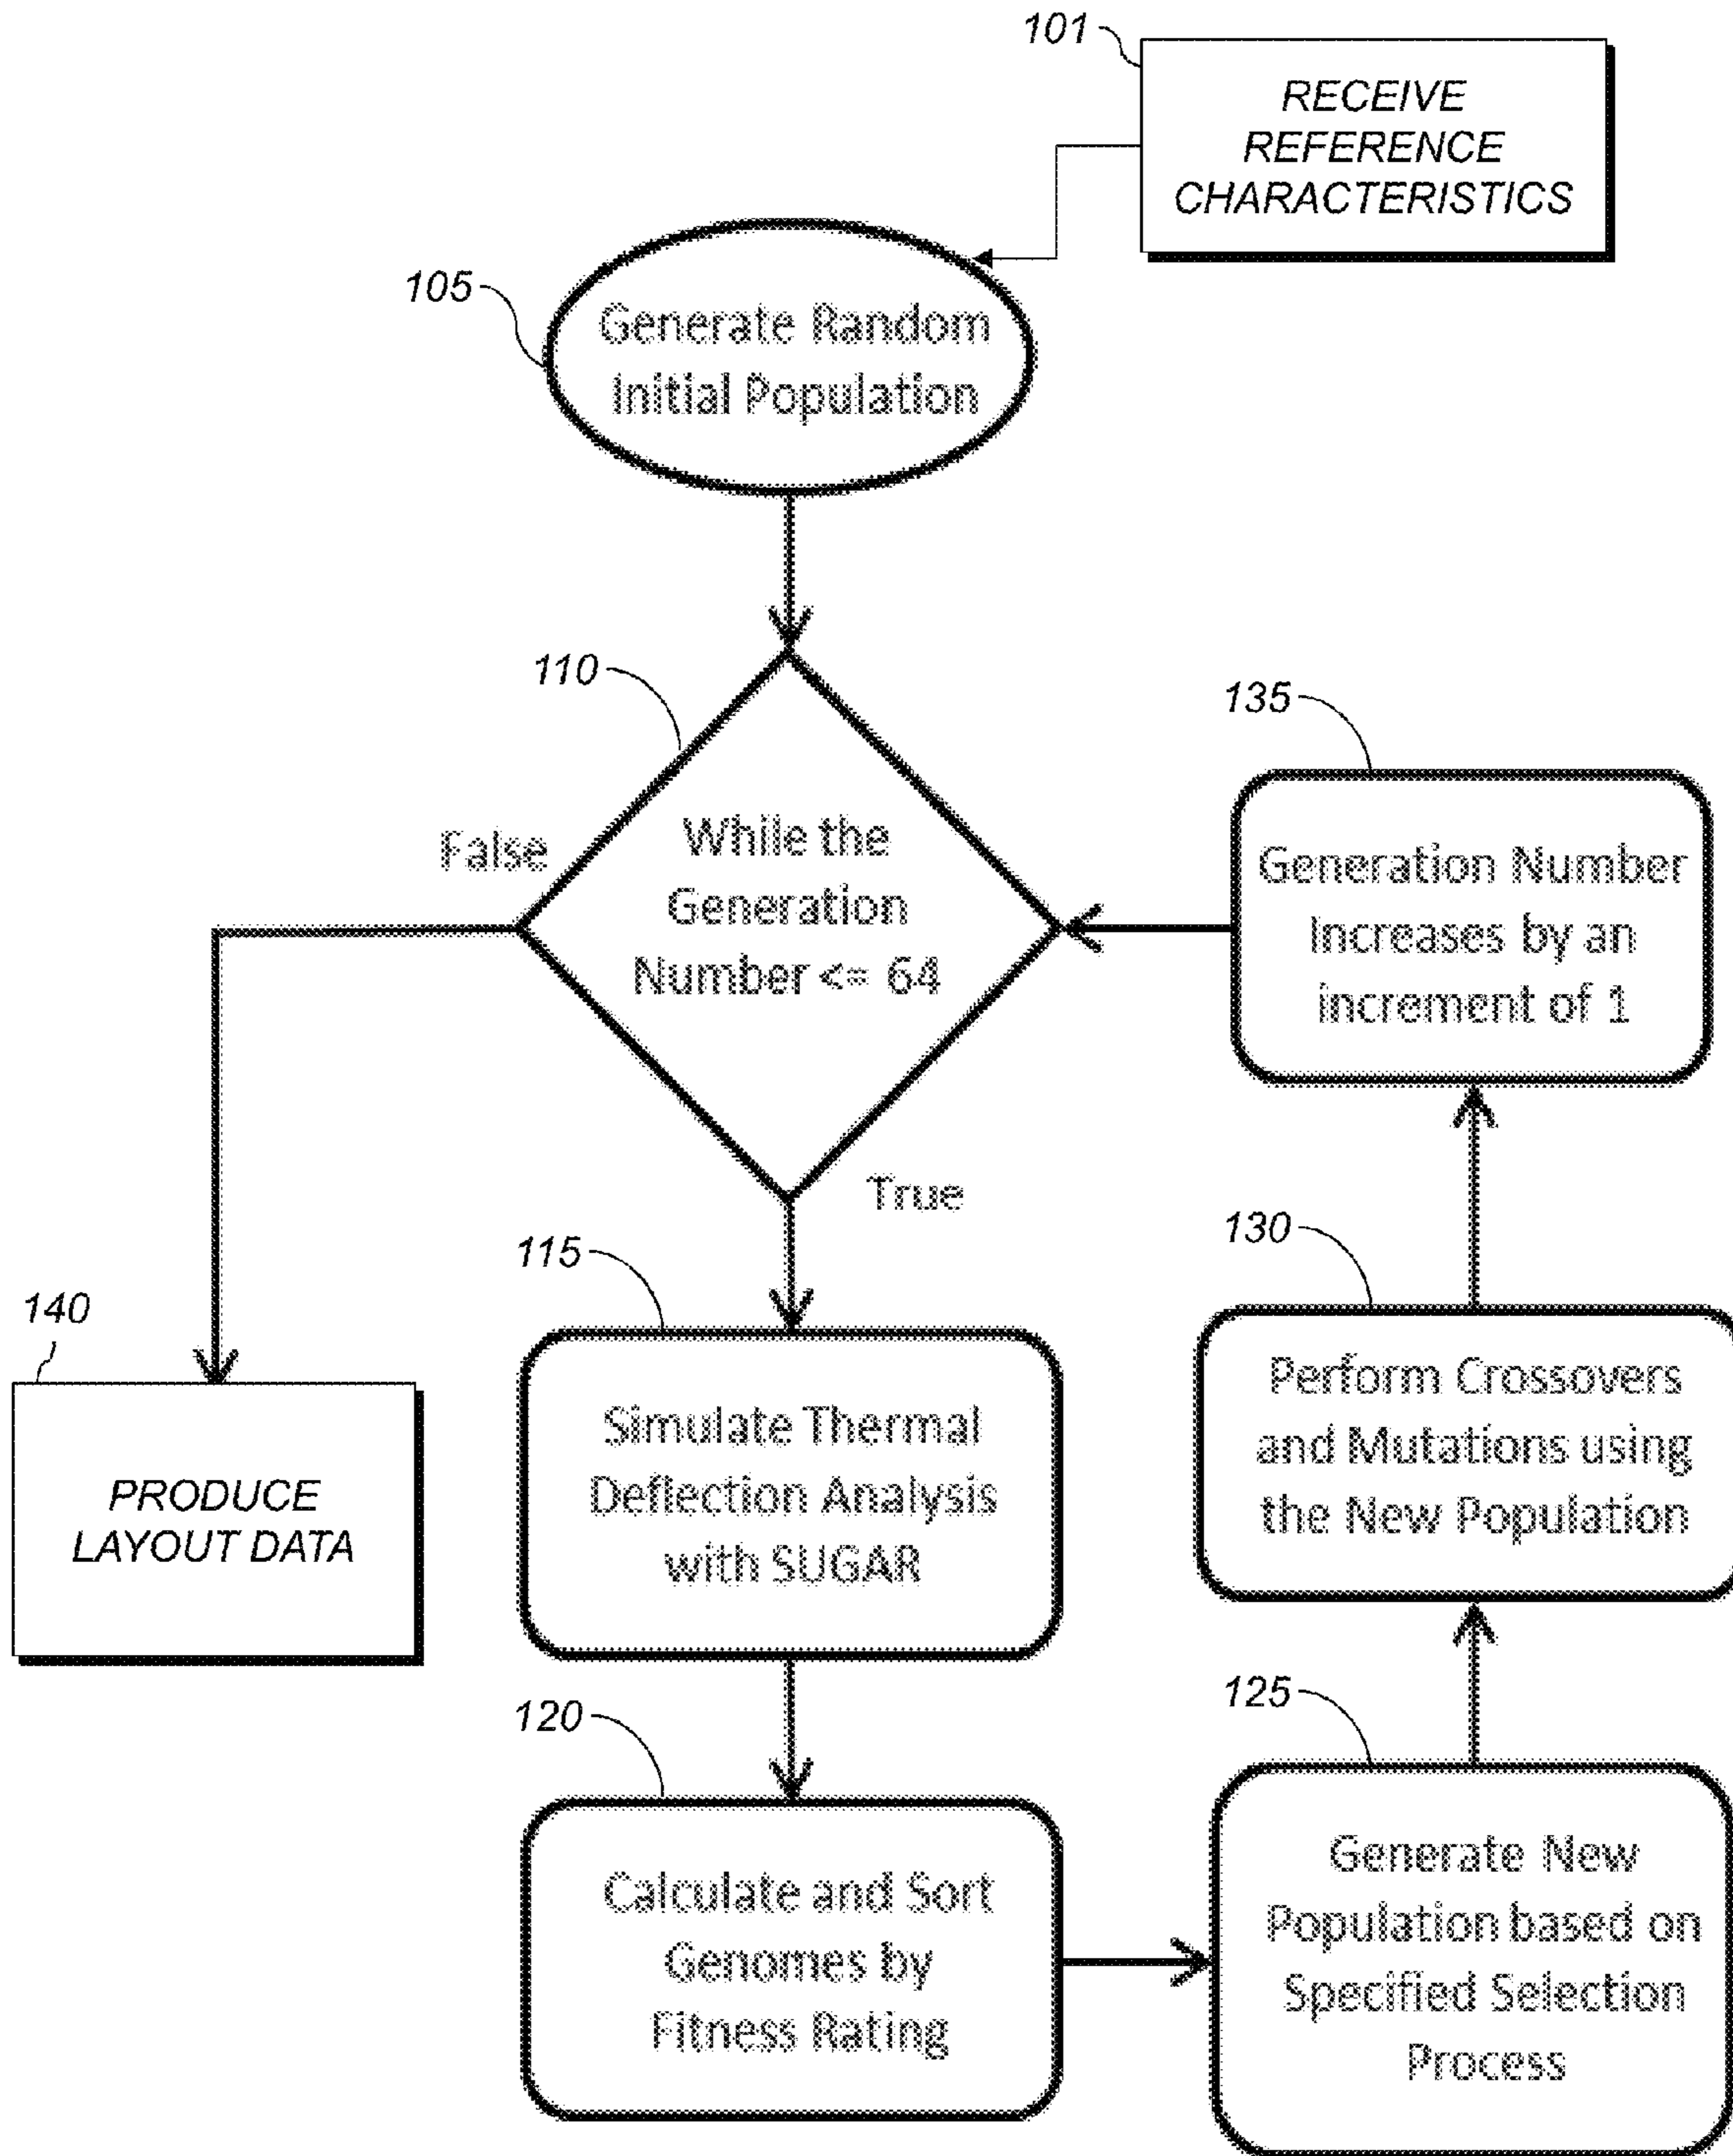 101
RECEIVE
REFERENCE
CHARACTERISTICS
105
Generate Random
Initial Population
110
While the
Generation
Number <= 64
False
True
135
Generation Number
Increases by an
increment of 1
115
Simulate Thermal
Deflection Analysis
with SUGAR
130
Perform Crossovers
and Mutations using
the New Population
140
PRODUCE
LAYOUT DATA
120
Calculate and Sort
Genomes by
Fitness Rating
125
Generate New
Population based on
Specified Selection
Process